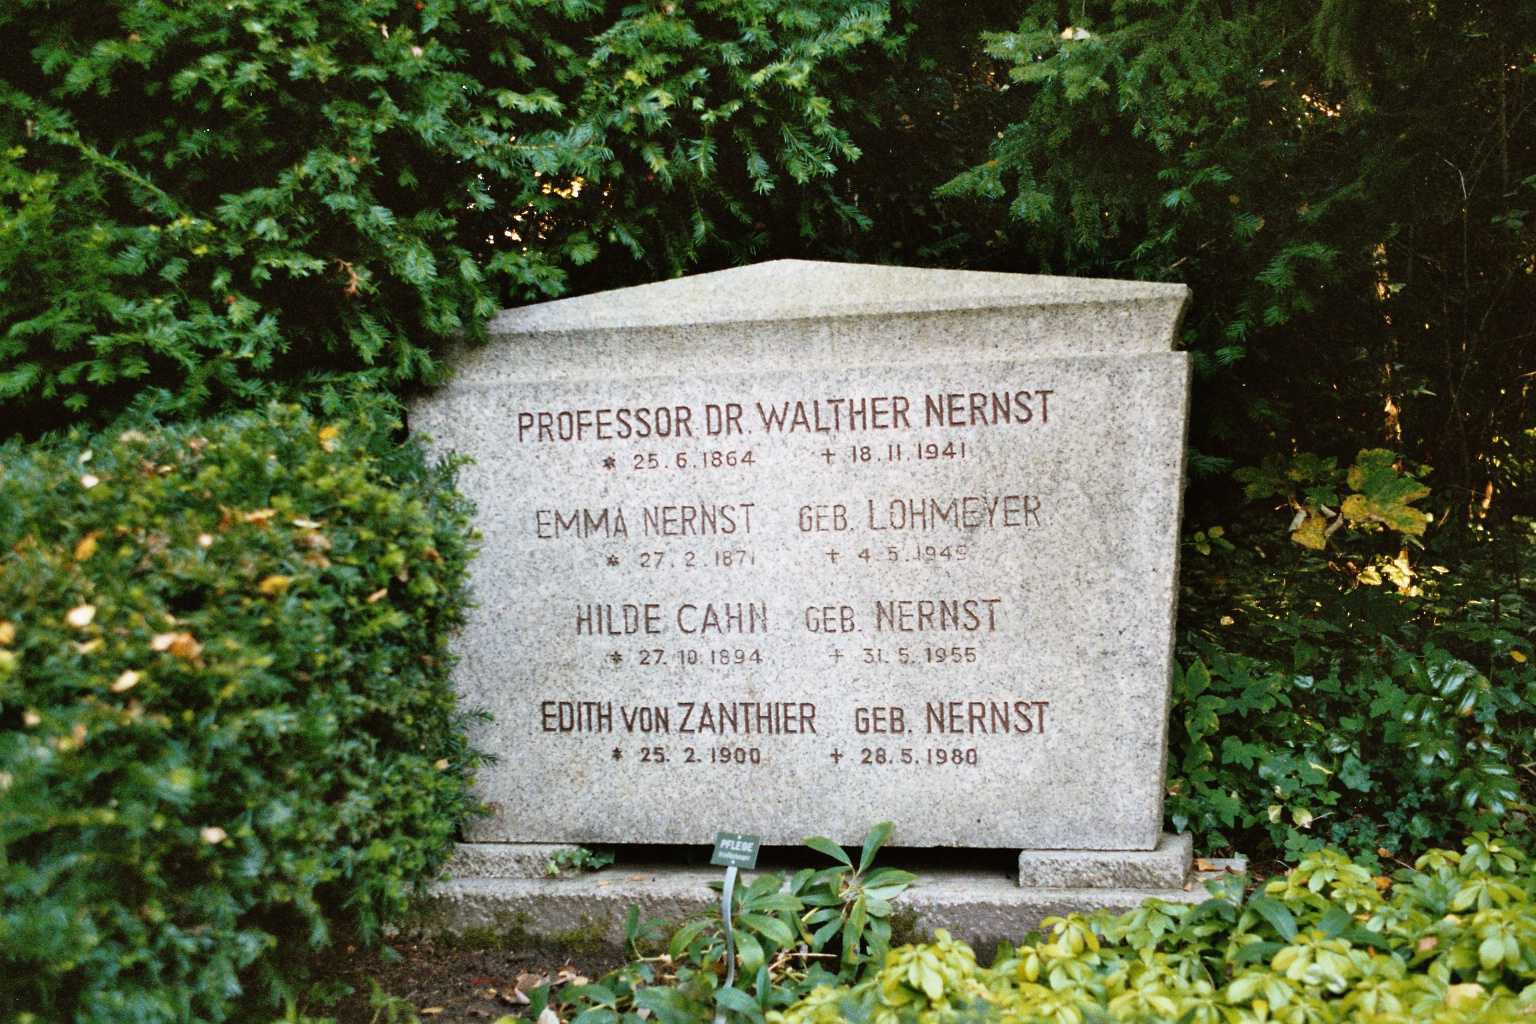 PROFESSOR DR. WALTHER NERNST
* 25.6.1864 + 18.11.1941
EMMA NERNST GEB. LOHMEYER
* 27.2.1871 + 4.5.1949
HILDE CAHN GEB. NERNST
* 27.10.1894 + 31.5.1955
EDITH VON ZANTHIER GEB. NERNST
* 25.2.1900 + 28.5.1980
PFLEGE